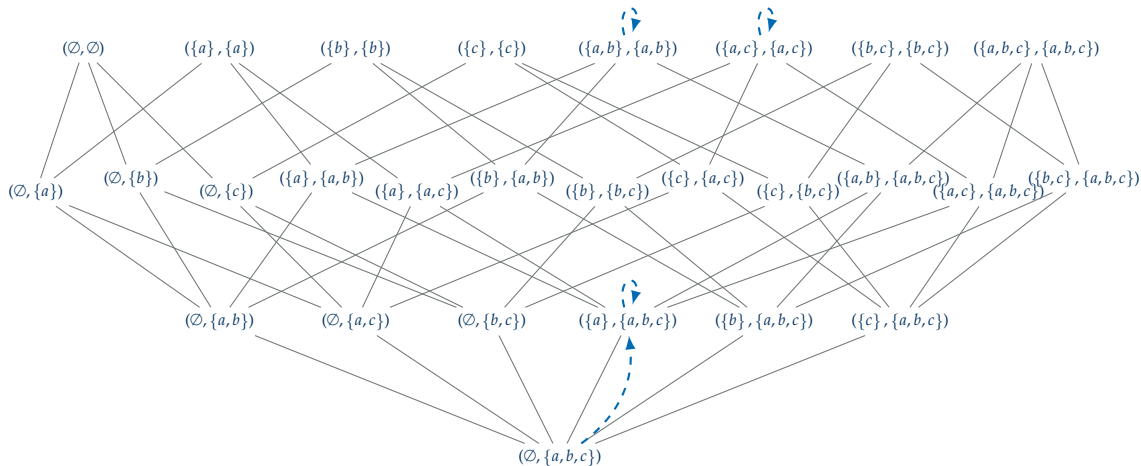 (∅,∅) ({a},{a}) ({b},{b}) ({c},{c}) ({a,b},{a,b}) ({a,c},{a,c}) ({b,c},{b,c}) ({a,b,c},{a,b,c})
(∅,{a}) (∅,{b}) (∅,{c}) ({a},{a,b}) ({a},{a,c}) ({b},{a,b}) ({b},{b,c}) ({c},{a,c}) ({c},{b,c}) ({a,b},{a,b,c}) ({a,c},{a,b,c}) ({b,c},{a,b,c})
(∅,{a,b}) (∅,{a,c}) (∅,{b,c}) ({a},{a,b,c}) ({b},{a,b,c}) ({c},{a,b,c})
(∅,{a,b,c})